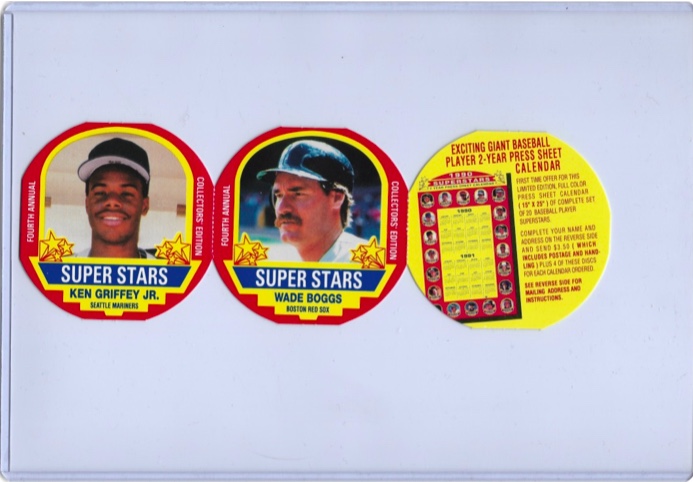 FOURTH ANNUAL
COLLECTORS' EDITION
SUPER STARS
KEN GRIFFEY JR.
SEATTLE MARINERS
FOURTH ANNUAL
COLLECTORS' EDITION
SUPER STARS
WADE BOGGS
BOSTON RED SOX
EXCITING GIANT BASEBALL
PLAYER 2-YEAR PRESS SHEET
CALENDAR
1990
SUPERSTARS
1990
1991
FIRST TIME OFFER FOR THIS
LIMITED EDITION, FULL COLOR
PRESS SHEET CALENDAR
OF COMPLETE SET
OF 20 BASEBALL PLAYER
SUPERSTARS.
COMPLETE YOUR NAME AND
ADDRESS ON THE REVERSE SIDE
AND SEND $3.50 ( WHICH
INCLUDES POSTAGE AND HAND-
LING ) PLUS 4 OF THESE DISCS
FOR EACH CALENDAR ORDERED.
SEE REVERSE SIDE FOR
MAILING ADDRESS AND
INSTRUCTIONS.